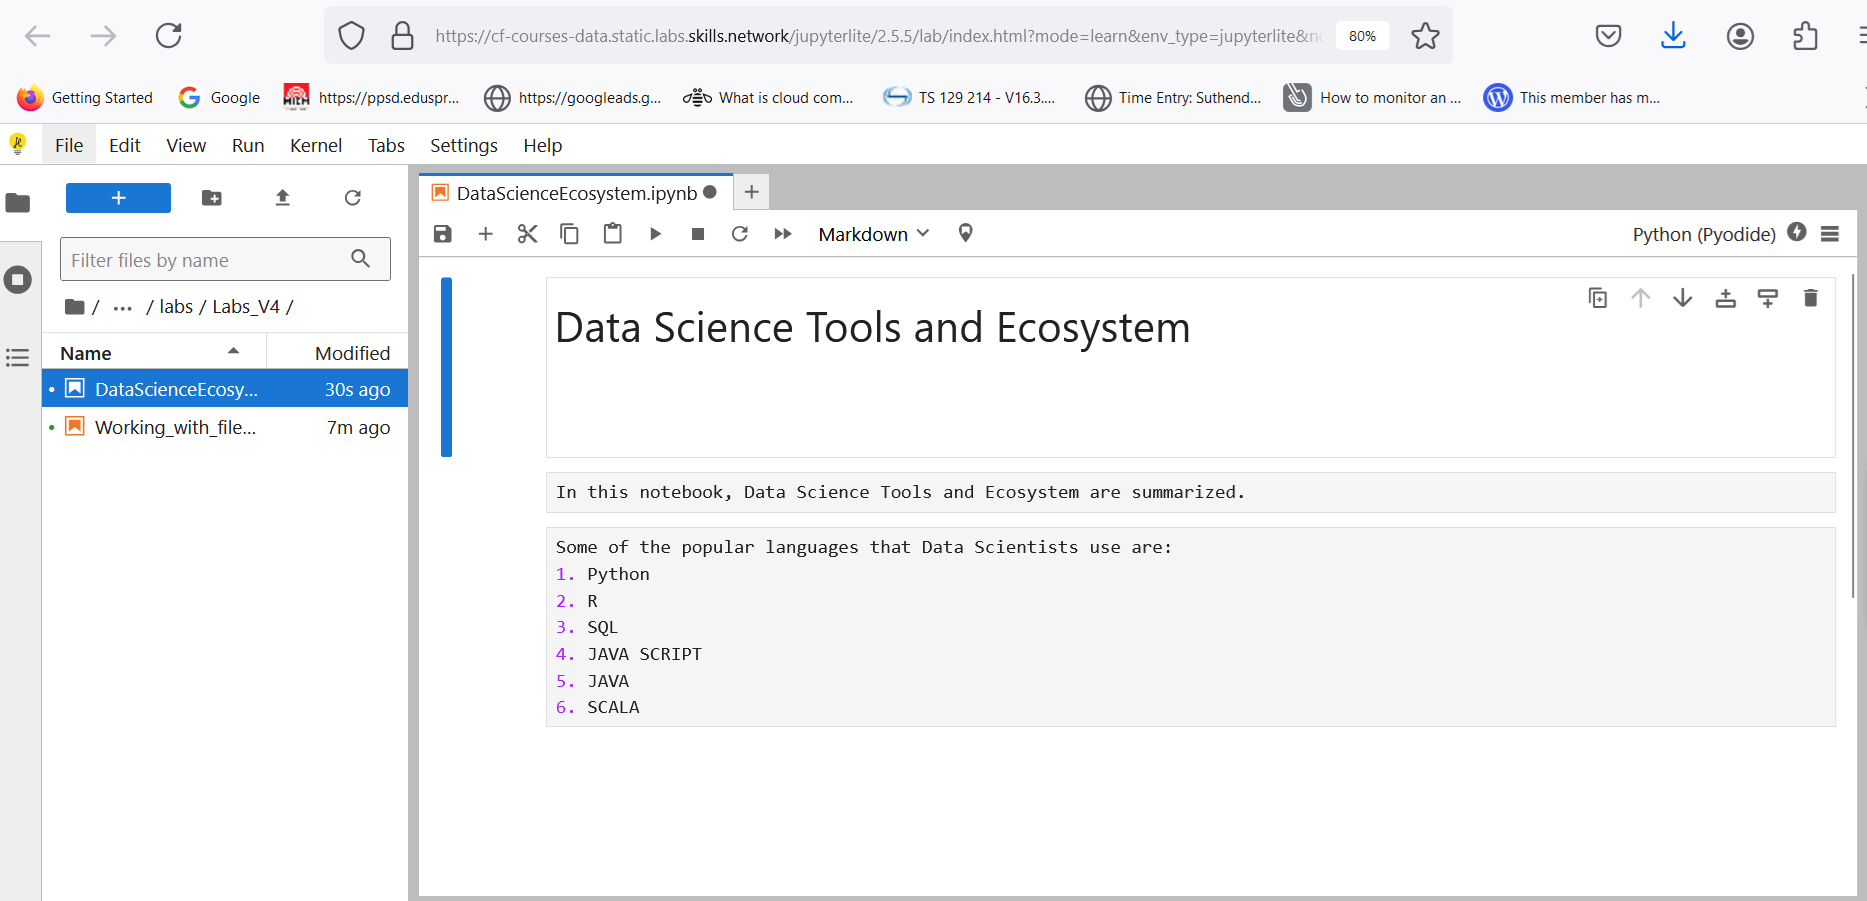 https://cf-courses-data.static.labs.skills.network/jupyterlite/2.5.5/lab/index.html?mode=learn&env_type=jupyterlite&no
80%
Getting Started
Google
https://ppsd.eduspr...
https://googleads.g...
What is cloud com...
TS 129 214 - V16.3....
Time Entry: Suthend...
How to monitor an ...
This member has m...
File Edit View Run Kernel Tabs Settings Help
DataScienceEcosystem.ipynb
Markdown
Python (Pyodide)
Filter files by name
/ ... / labs / Labs_V4 /
Name Modified
DataScienceEcosy... 30s ago
Working_with_file... 7m ago
Data Science Tools and Ecosystem
In this notebook, Data Science Tools and Ecosystem are summarized.
Some of the popular languages that Data Scientists use are:
1. Python
2. R
3. SQL
4. JAVA SCRIPT
5. JAVA
6. SCALA